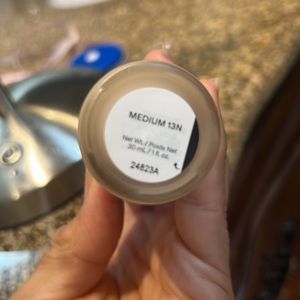 MEDIUM 13N
Net Wt./Poids Net
30 mL/1 fl. oz.
24823A